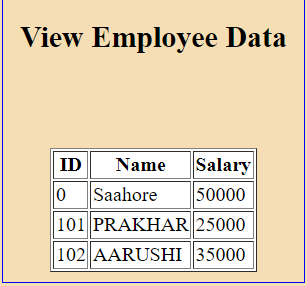 View Employee Data
ID Name Salary
0 Saahore 50000
101 PRAKHAR 25000
102 AARUSHI 35000